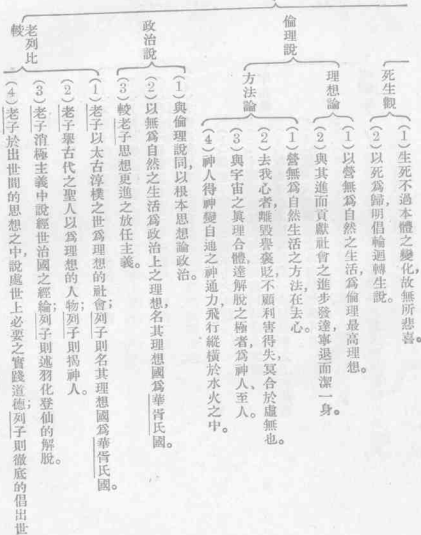 死生觀
(1)生死不過本體之變化,故無所悲喜。
(2)以死爲歸,明倡輪迴轉生說。
倫理說
理想論
(1)以營無爲自然之生活,爲倫理最高理想。
(2)與其進而貢獻社會之進步發達,寧退而潔一身。
方法論
(1)營無爲自然生活之方法,在去心。
(2)去我心者,離毀譽褒貶,不顧利害得失,冥合於虛無也。
(3)與宇宙之眞理合體,達解脫之極者,爲神人、至人。
(4)神人得神變自通之神通力,飛行縱橫於水火之中。
政治說
(1)與倫理說同,以根本思想論政治。
(2)以無爲自然之生活爲政治上之理想,名其理想國爲華胥氏國。
(3)較老子思想更進之放任主義。
老列比
較
(1)老子以太古淳樸之世爲理想的社會;列子則名其理想國爲華胥氏國。
(2)老子舉古代之聖人以爲理想的人物;列子則揭神人。
(3)老子消極主義中說經世治國之經綸;列子則述羽化登仙的解脫。
(4)老子於出世間的思想之中,說處世上必要之實踐道德;列子則徹底的倡出世